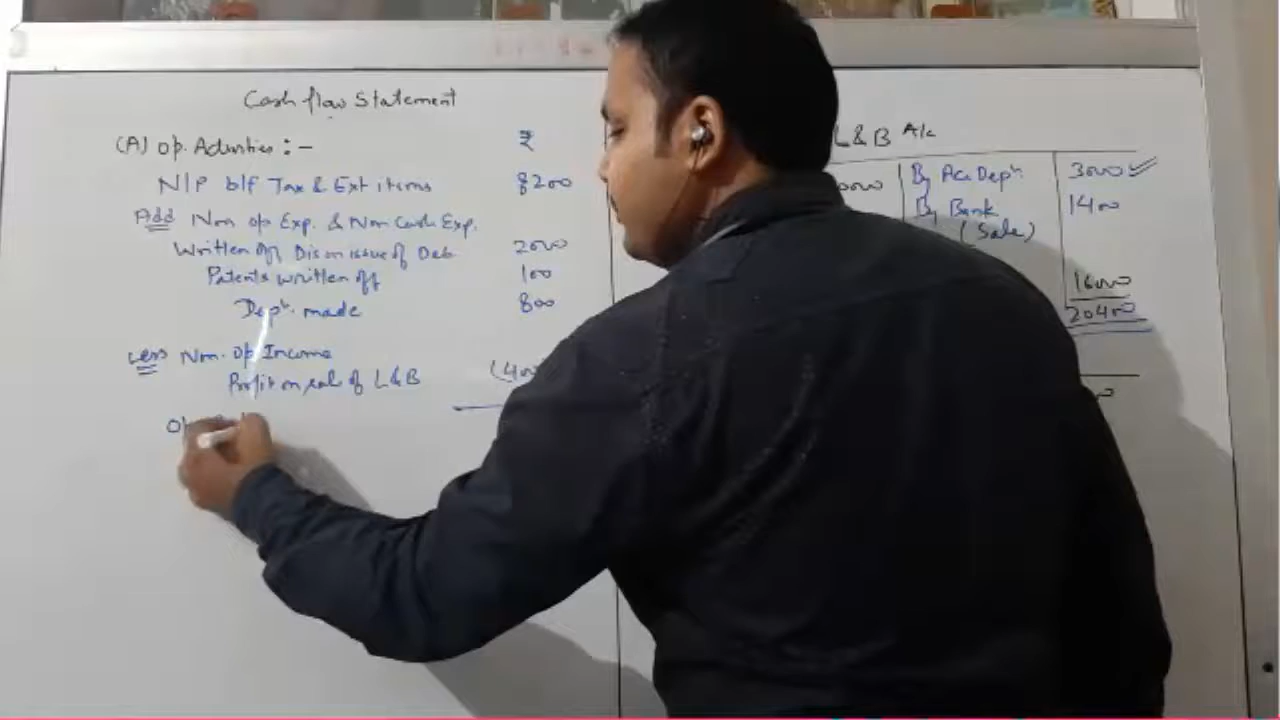 Cash flow Statement
(A) Op. Activities :- ₹
N/P b/f Tax & Ext items 8200
Add Non op Exp. & Non Cash Exp.
Written off Dis on issue of Deb 2000
Patents written off 100
Depn. made 800
Less Non. Op Income
Profit on sale of L&B (400
L&B A/c
By Acc Depn. 3000
By Bank 1400
(Sale)
16000
20400